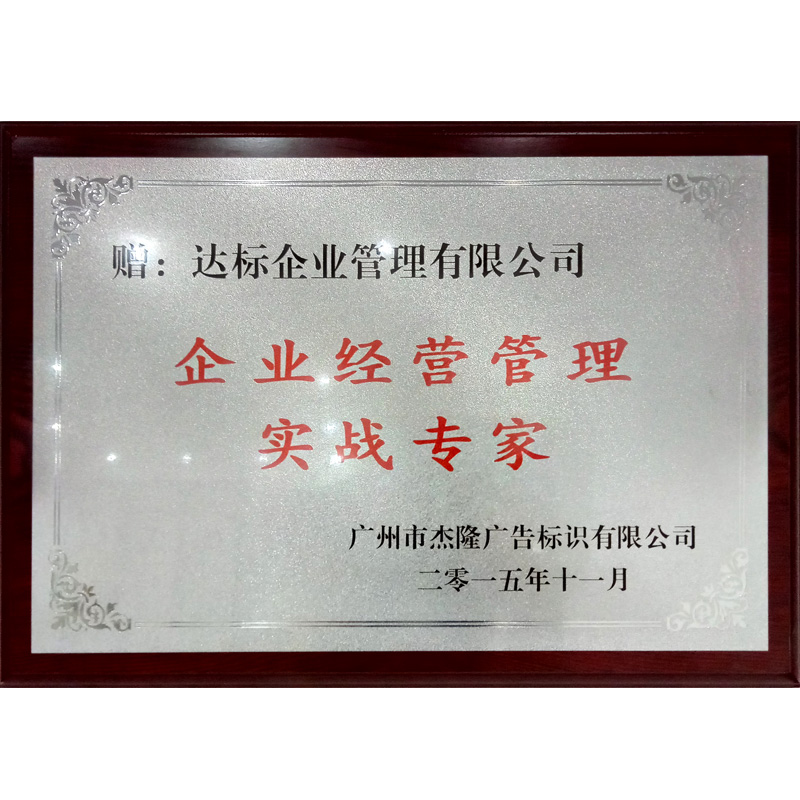 赠：达标企业管理有限公司
企业经营管理
实战专家
广州市杰隆广告标识有限公司
二零一五年十一月